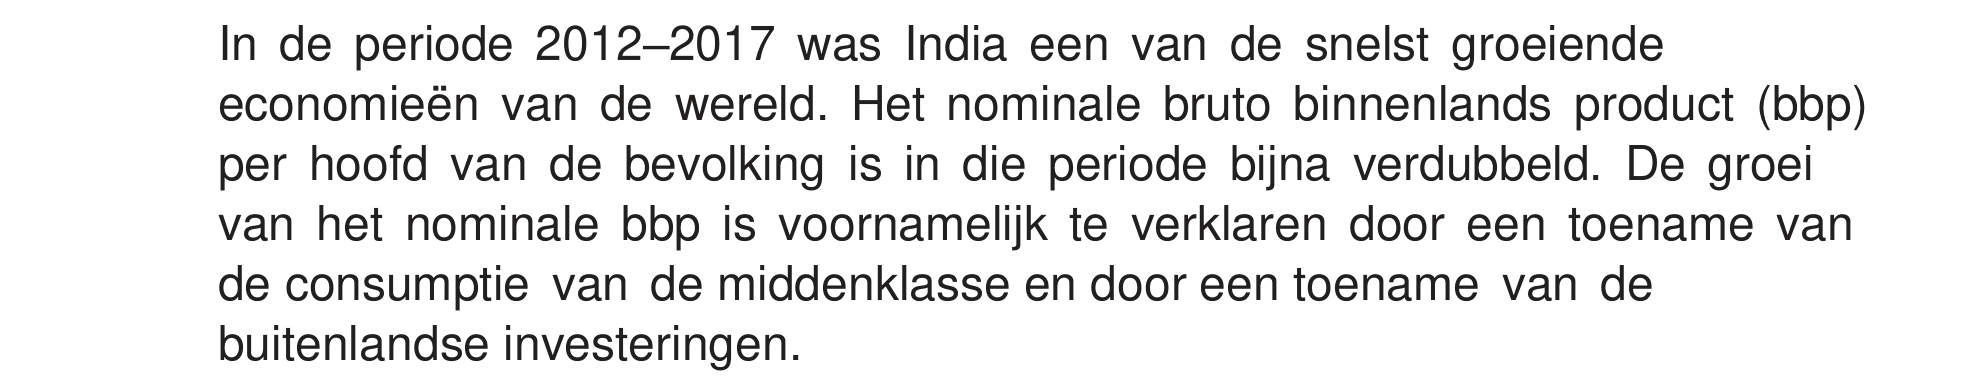 In de periode 2012–2017 was India een van de snelst groeiende
economieën van de wereld. Het nominale bruto binnenlands product (bbp)
per hoofd van de bevolking is in die periode bijna verdubbeld. De groei
van het nominale bbp is voornamelijk te verklaren door een toename van
de consumptie van de middenklasse en door een toename van de
buitenlandse investeringen.